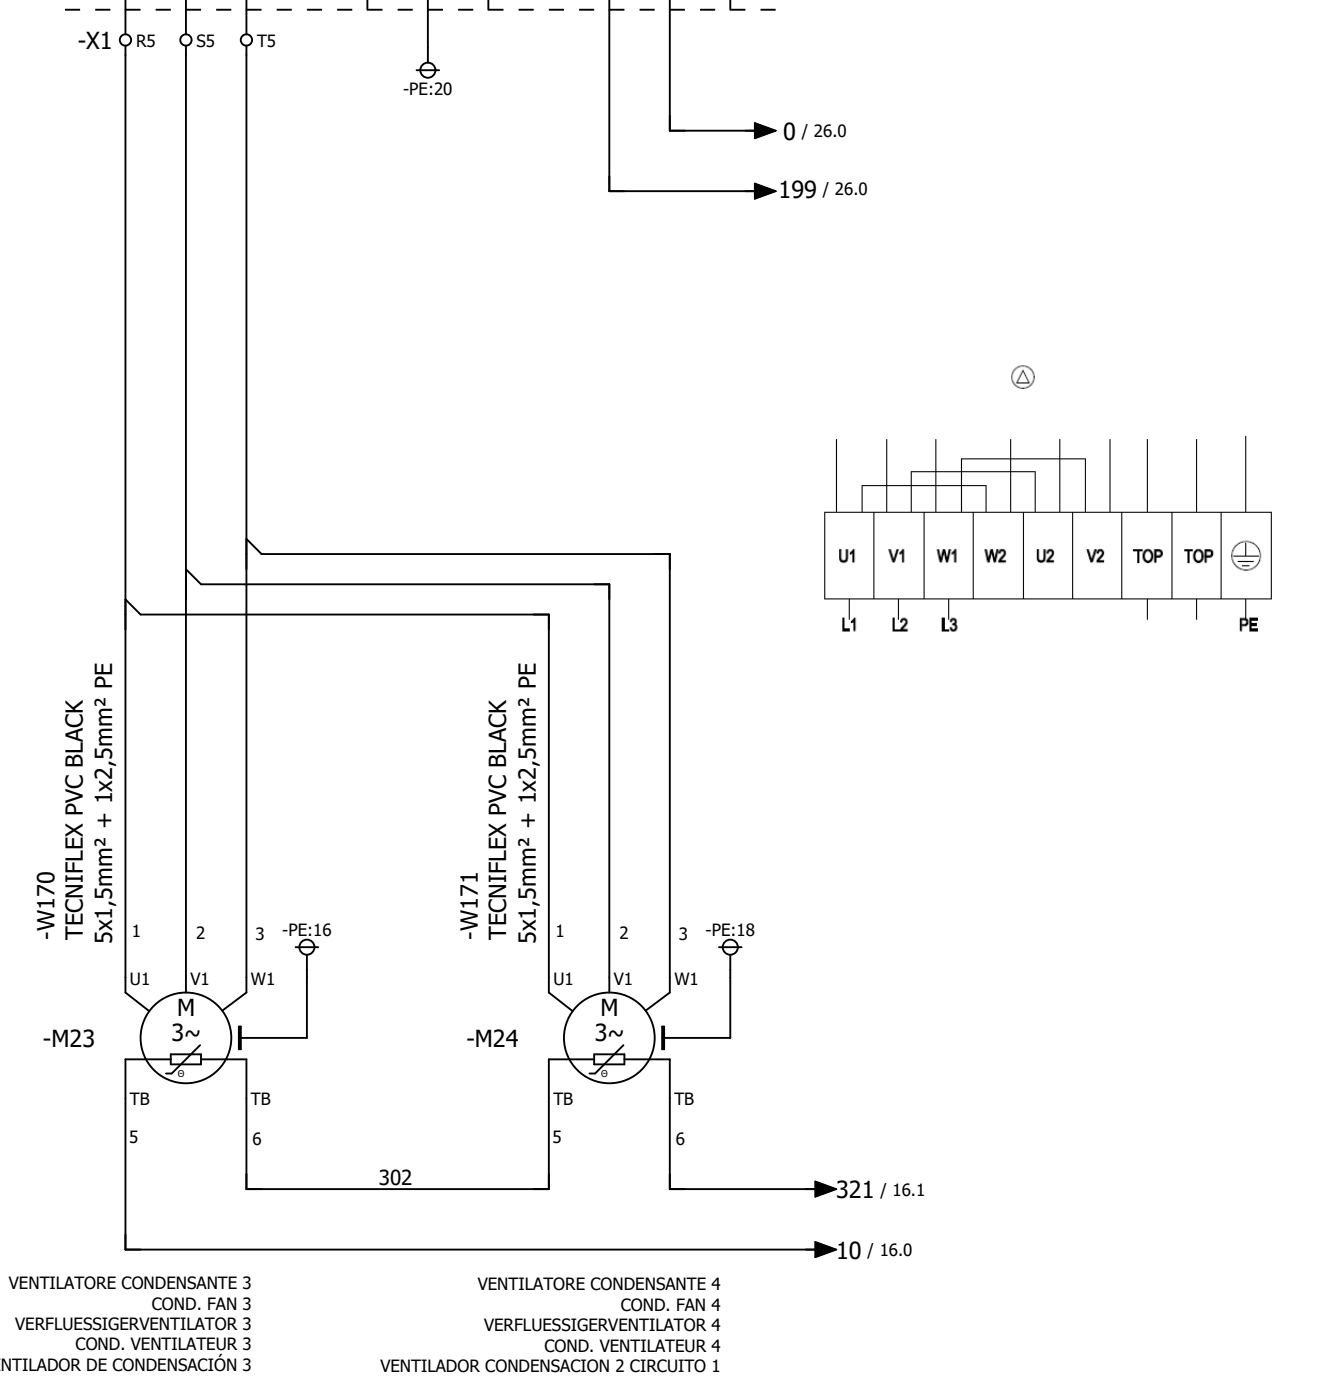 -X1 R5 S5 T5
-PE:20
0 / 26.0
199 / 26.0
U1 V1 W1 W2 U2 V2 TOP TOP
L1 L2 L3 PE
-W170
TECNIFLEX PVC BLACK
5x1,5mm² + 1x2,5mm² PE
-W171
TECNIFLEX PVC BLACK
5x1,5mm² + 1x2,5mm² PE
1 2 3 -PE:16
1 2 3 -PE:18
U1 V1 W1
U1 V1 W1
-M23
M
3~
Θ
-M24
M
3~
Θ
TB TB TB TB
5 6 5 6
302
321 / 16.1
10 / 16.0
VENTILATORE CONDENSANTE 3
COND. FAN 3
VERFLUESSIGERVENTILATOR 3
COND. VENTILATEUR 3
ENTILADOR DE CONDENSACIÓN 3
VENTILATORE CONDENSANTE 4
COND. FAN 4
VERFLUESSIGERVENTILATOR 4
COND. VENTILATEUR 4
VENTILADOR CONDENSACION 2 CIRCUITO 1